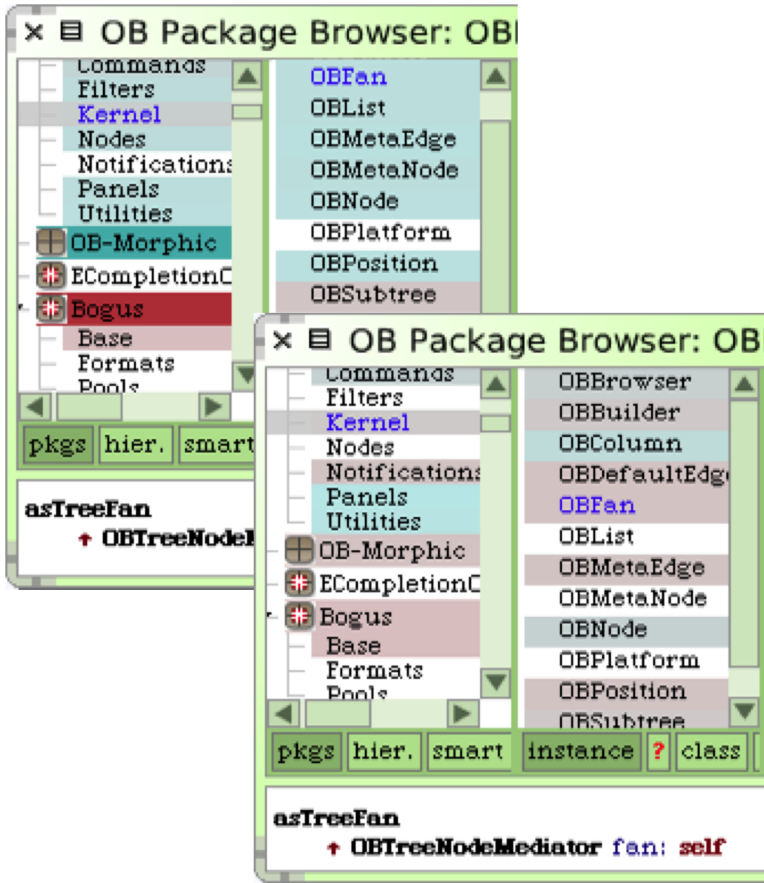 OB Package Browser: OB
Commands
Filters
Kernel
Nodes
Notifications
Panels
Utilities
OB-Morphic
ECompletionO
Bogus
Base
Formats
Pools
OBFan
OBList
OBMetaEdge
OBMetaNode
OBNode
OBPlatform
OBPosition
OBSubtree
pkgs hier. smart
asTreeFan
↑ OBTreeNodeM
OB Package Browser: OB
Commands
Filters
Kernel
Nodes
Notifications
Panels
Utilities
OB-Morphic
ECompletionO
Bogus
Base
Formats
Pools
OBBrowser
OBBuilder
OBColumn
OBDefaultEdge
OBFan
OBList
OBMetaEdge
OBMetaNode
OBNode
OBPlatform
OBPosition
OBSubtree
pkgs hier. smart instance ? class
asTreeFan
↑ OBTreeNodeMediator fan: self